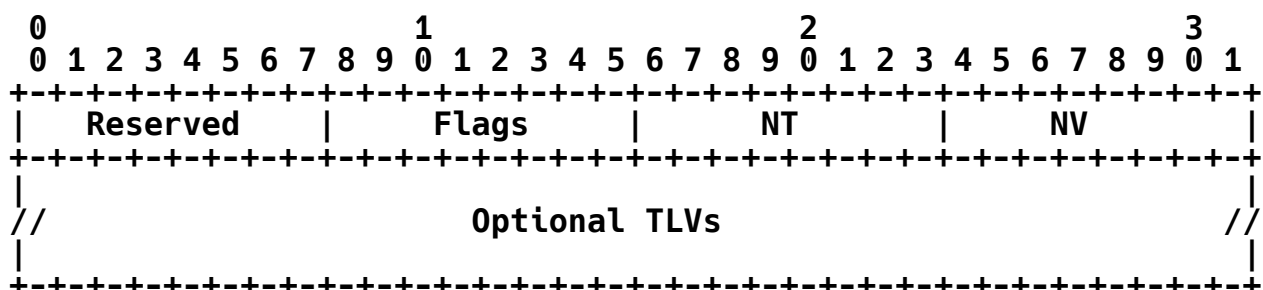 0                   1                   2                   3
 0 1 2 3 4 5 6 7 8 9 0 1 2 3 4 5 6 7 8 9 0 1 2 3 4 5 6 7 8 9 0 1
+-+-+-+-+-+-+-+-+-+-+-+-+-+-+-+-+-+-+-+-+-+-+-+-+-+-+-+-+-+-+-+-+
|   Reserved    |     Flags     |      NT       |     NV        |
+-+-+-+-+-+-+-+-+-+-+-+-+-+-+-+-+-+-+-+-+-+-+-+-+-+-+-+-+-+-+-+-+
|                                                               |
//                      Optional TLVs                          //
|                                                               |
+-+-+-+-+-+-+-+-+-+-+-+-+-+-+-+-+-+-+-+-+-+-+-+-+-+-+-+-+-+-+-+-+